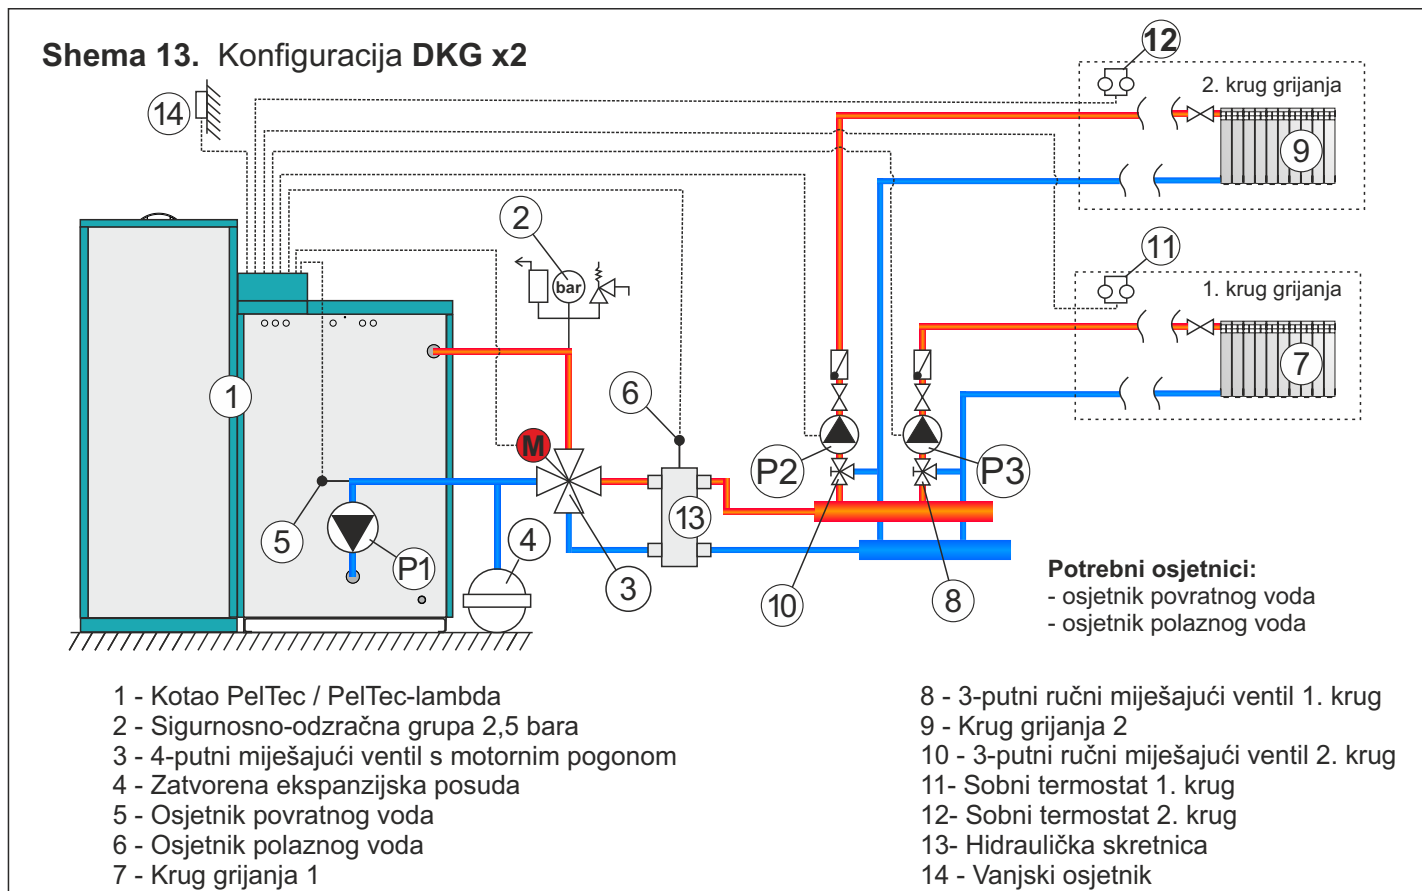 Shema 13. Konfiguracija DKG x2
12
14
2. krug grijanja
9
2
bar
11
1. krug grijanja
7
1
6
M
P2
P3
13
5
P1
4
3
10
8
Potrebni osjetnici:
- osjetnik povratnog voda
- osjetnik polaznog voda
1 - Kotao PelTec / PelTec-lambda
2 - Sigurnosno-odzračna grupa 2,5 bara
3 - 4-putni miješajući ventil s motornim pogonom
4 - Zatvorena ekspanzijska posuda
5 - Osjetnik povratnog voda
6 - Osjetnik polaznog voda
7 - Krug grijanja 1
8 - 3-putni ručni miješajući ventil 1. krug
9 - Krug grijanja 2
10 - 3-putni ručni miješajući ventil 2. krug
11- Sobni termostat 1. krug
12- Sobni termostat 2. krug
13- Hidraulička skretnica
14 - Vanjski osjetnik